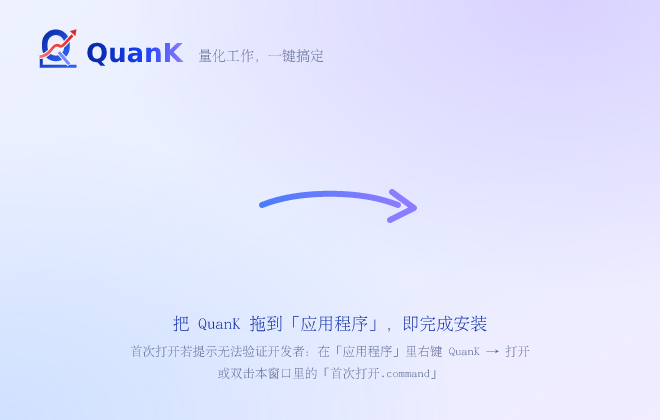 QuanK 量化工作，一键搞定
把 QuanK 拖到「应用程序」，即完成安装
首次打开若提示无法验证开发者：在「应用程序」里右键 QuanK → 打开
或双击本窗口里的「首次打开.command」